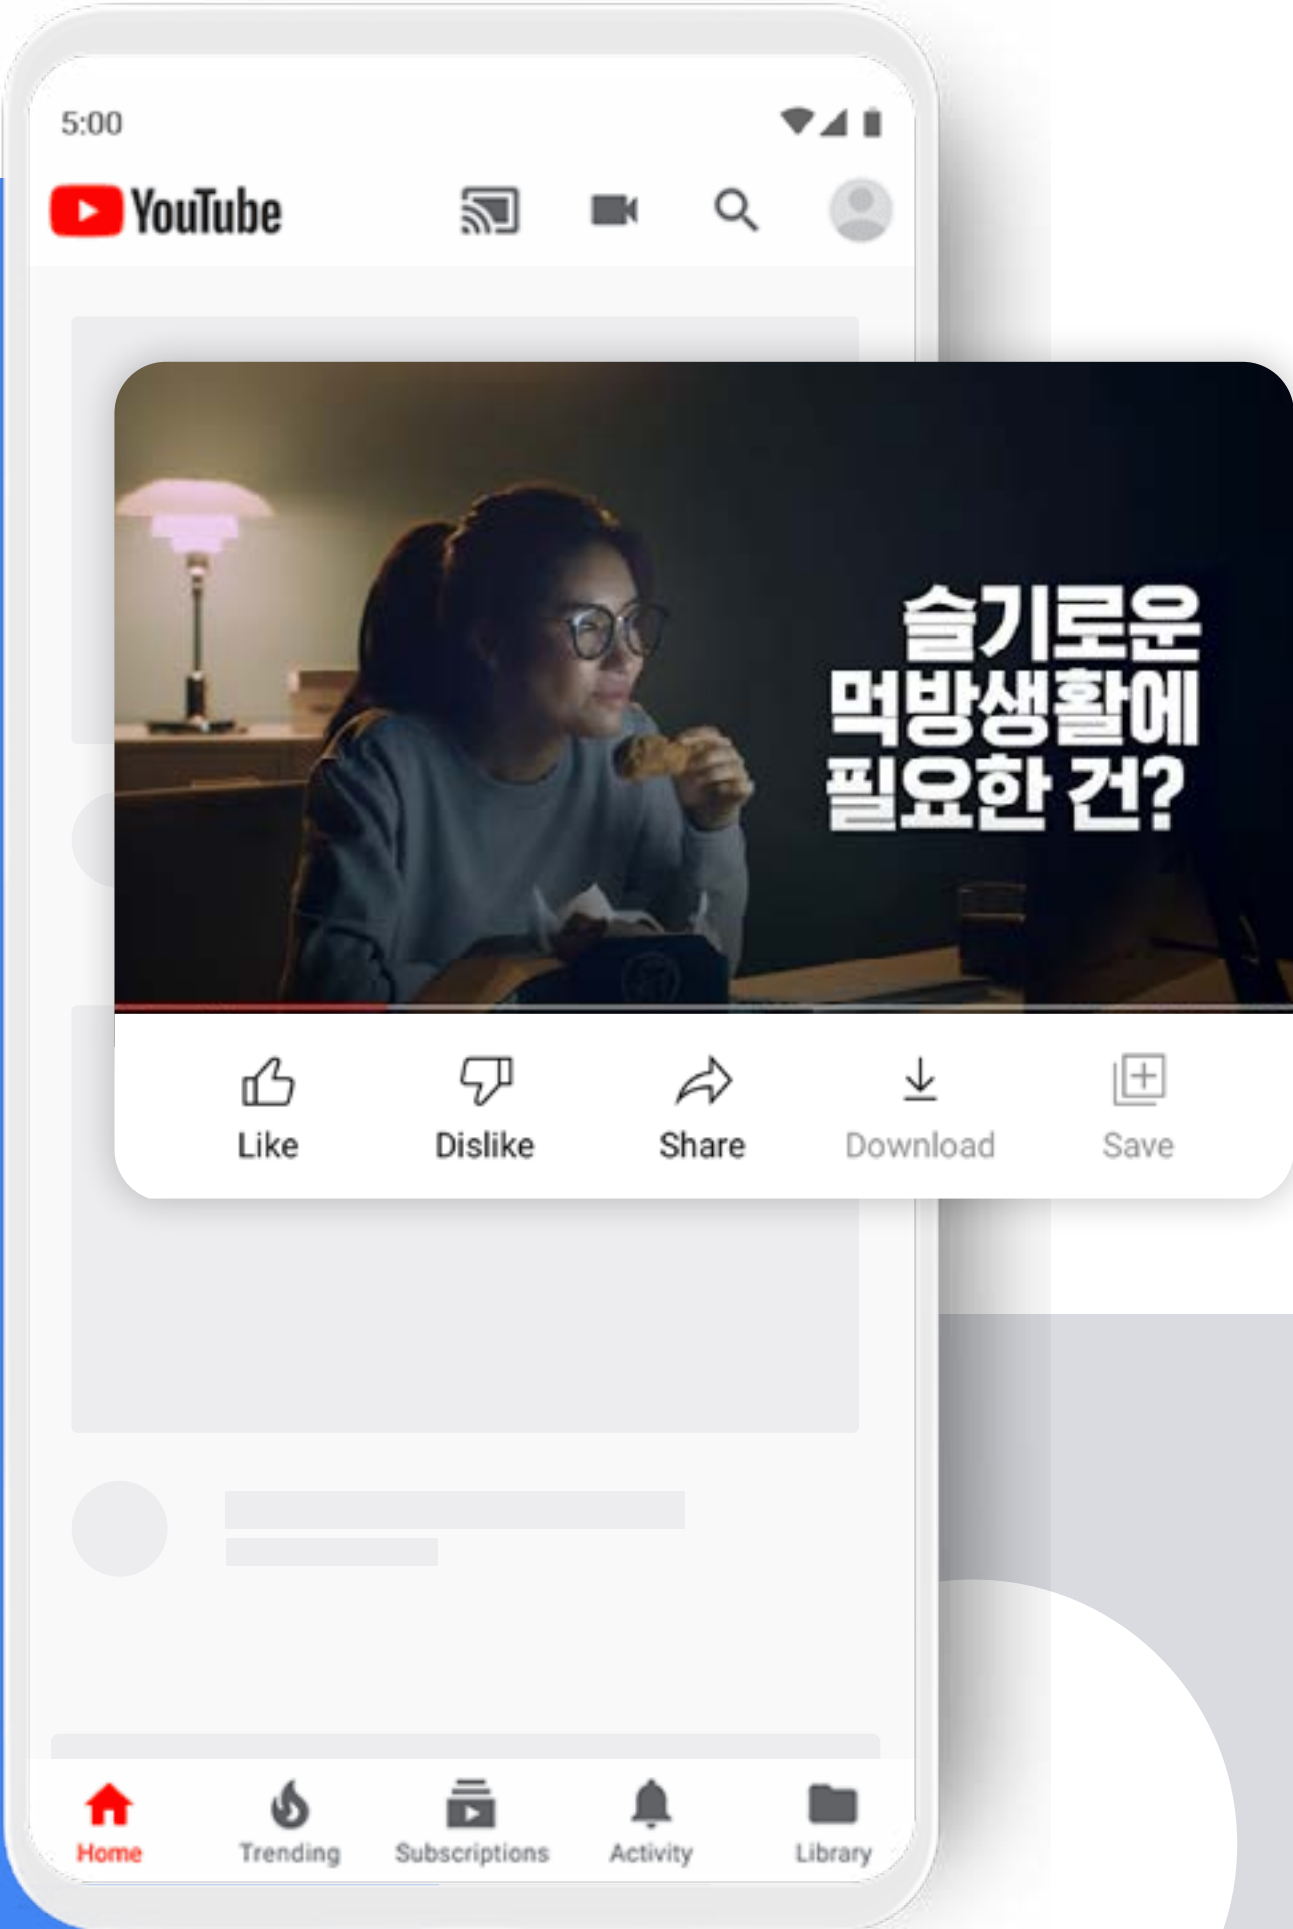 5:00
YouTube
슬기로운
먹방생활에
필요한 건?
Like Dislike Share Download Save
Home Trending Subscriptions Activity Library